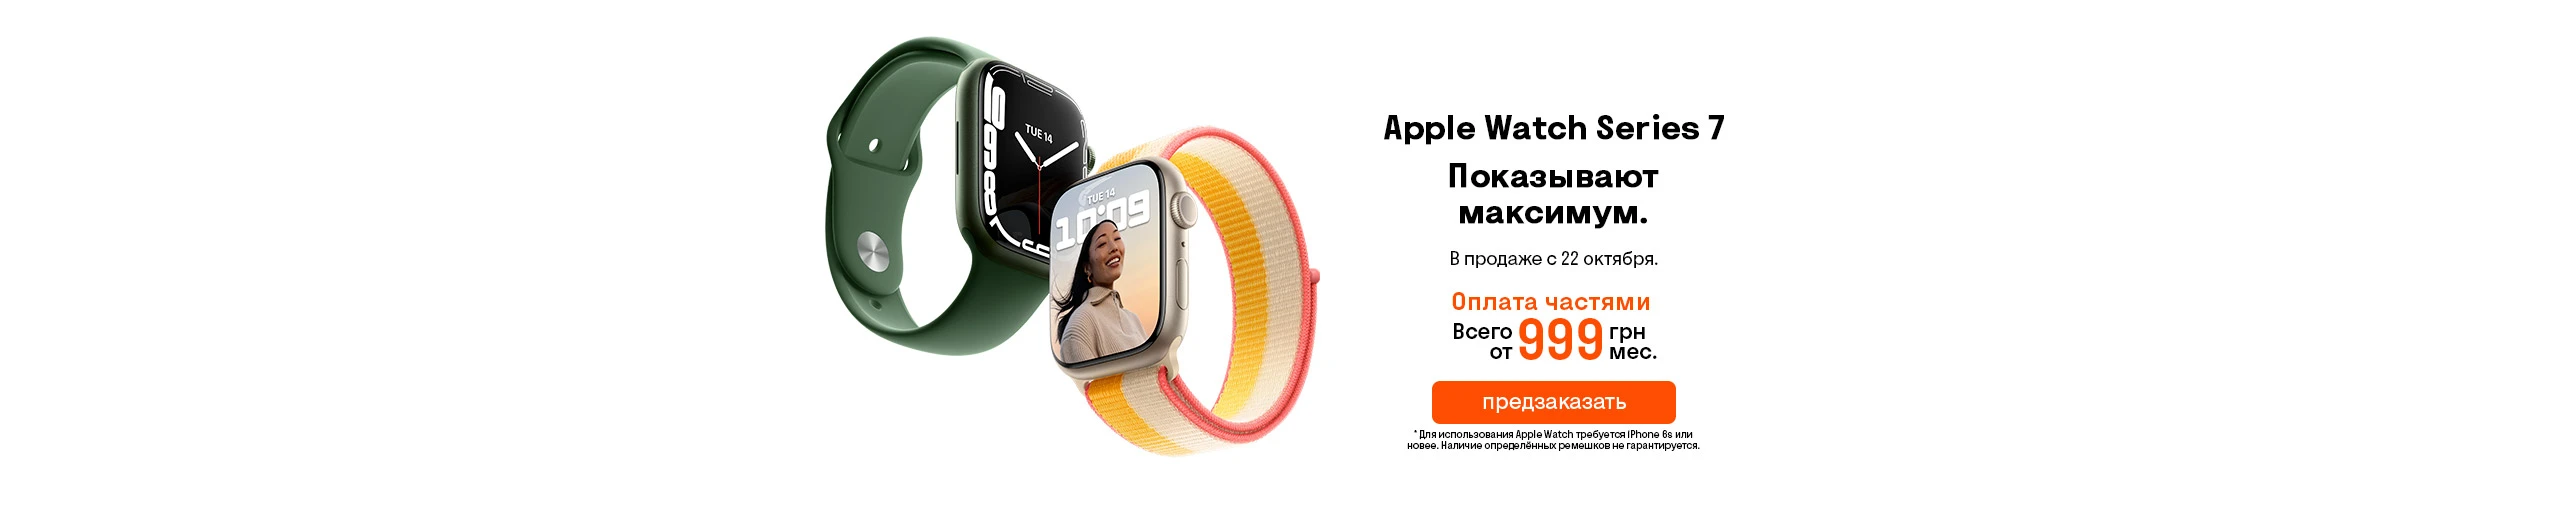 TUE 14
TUE 14
10:09
Apple Watch Series 7
Показывают
максимум.
В продаже с 22 октября.
Оплата частями
Всего от 999 грн мес.
предзаказать
* Для использования Apple Watch требуется iPhone 6s или
новее. Наличие определённых ремешков не гарантируется.